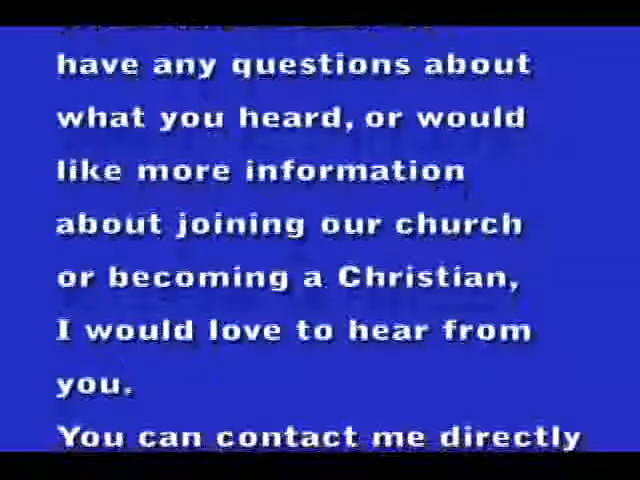 have any questions about
what you heard, or would
like more information
about joining our church
or becoming a Christian,
I would love to hear from
you.
You can contact me directly